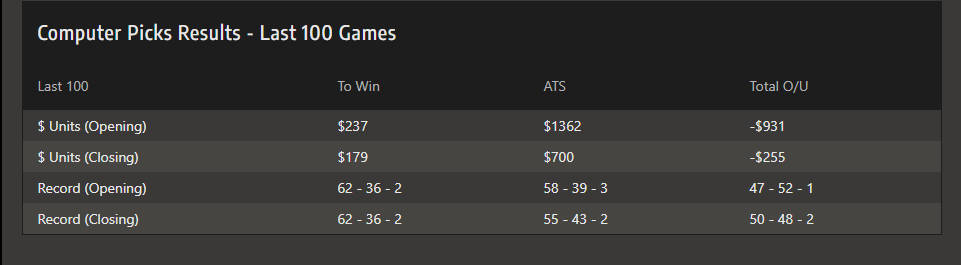 Computer Picks Results - Last 100 Games
Last 100 To Win ATS Total O/U
$ Units (Opening) $237 $1362 -$931
$ Units (Closing) $179 $700 -$255
Record (Opening) 62 - 36 - 2 58 - 39 - 3 47 - 52 - 1
Record (Closing) 62 - 36 - 2 55 - 43 - 2 50 - 48 - 2